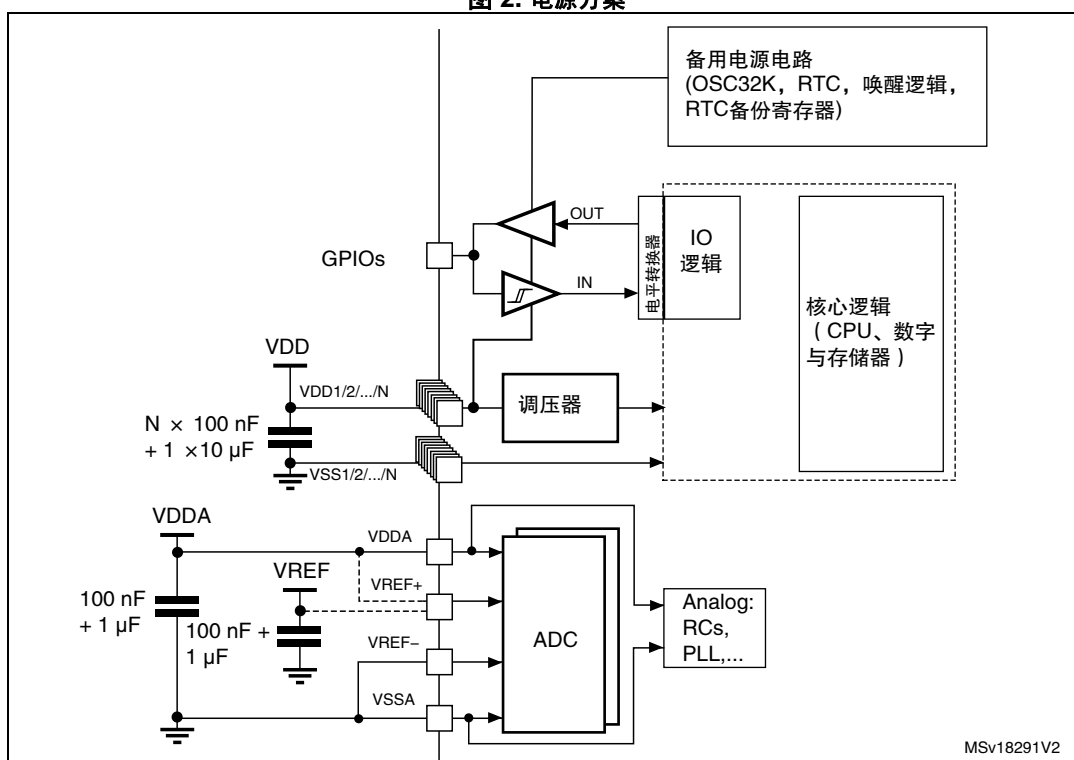 图 2. 电源方案
备用电源电路
(OSC32K，RTC，唤醒逻辑，
RTC备份寄存器)
OUT
GPIOs
IN
电平转换器
IO
逻辑
核心逻辑
（CPU、数字
与存储器）
VDD
VDD1/2/.../N
调压器
N × 100 nF
+ 1 ×10 µF
VSS1/2/.../N
VDDA
VDDA
VREF
VREF+
100 nF
+ 1 µF
100 nF +
1 µF
VREF−
ADC
Analog:
RCs,
PLL,...
VSSA
MSv18291V2